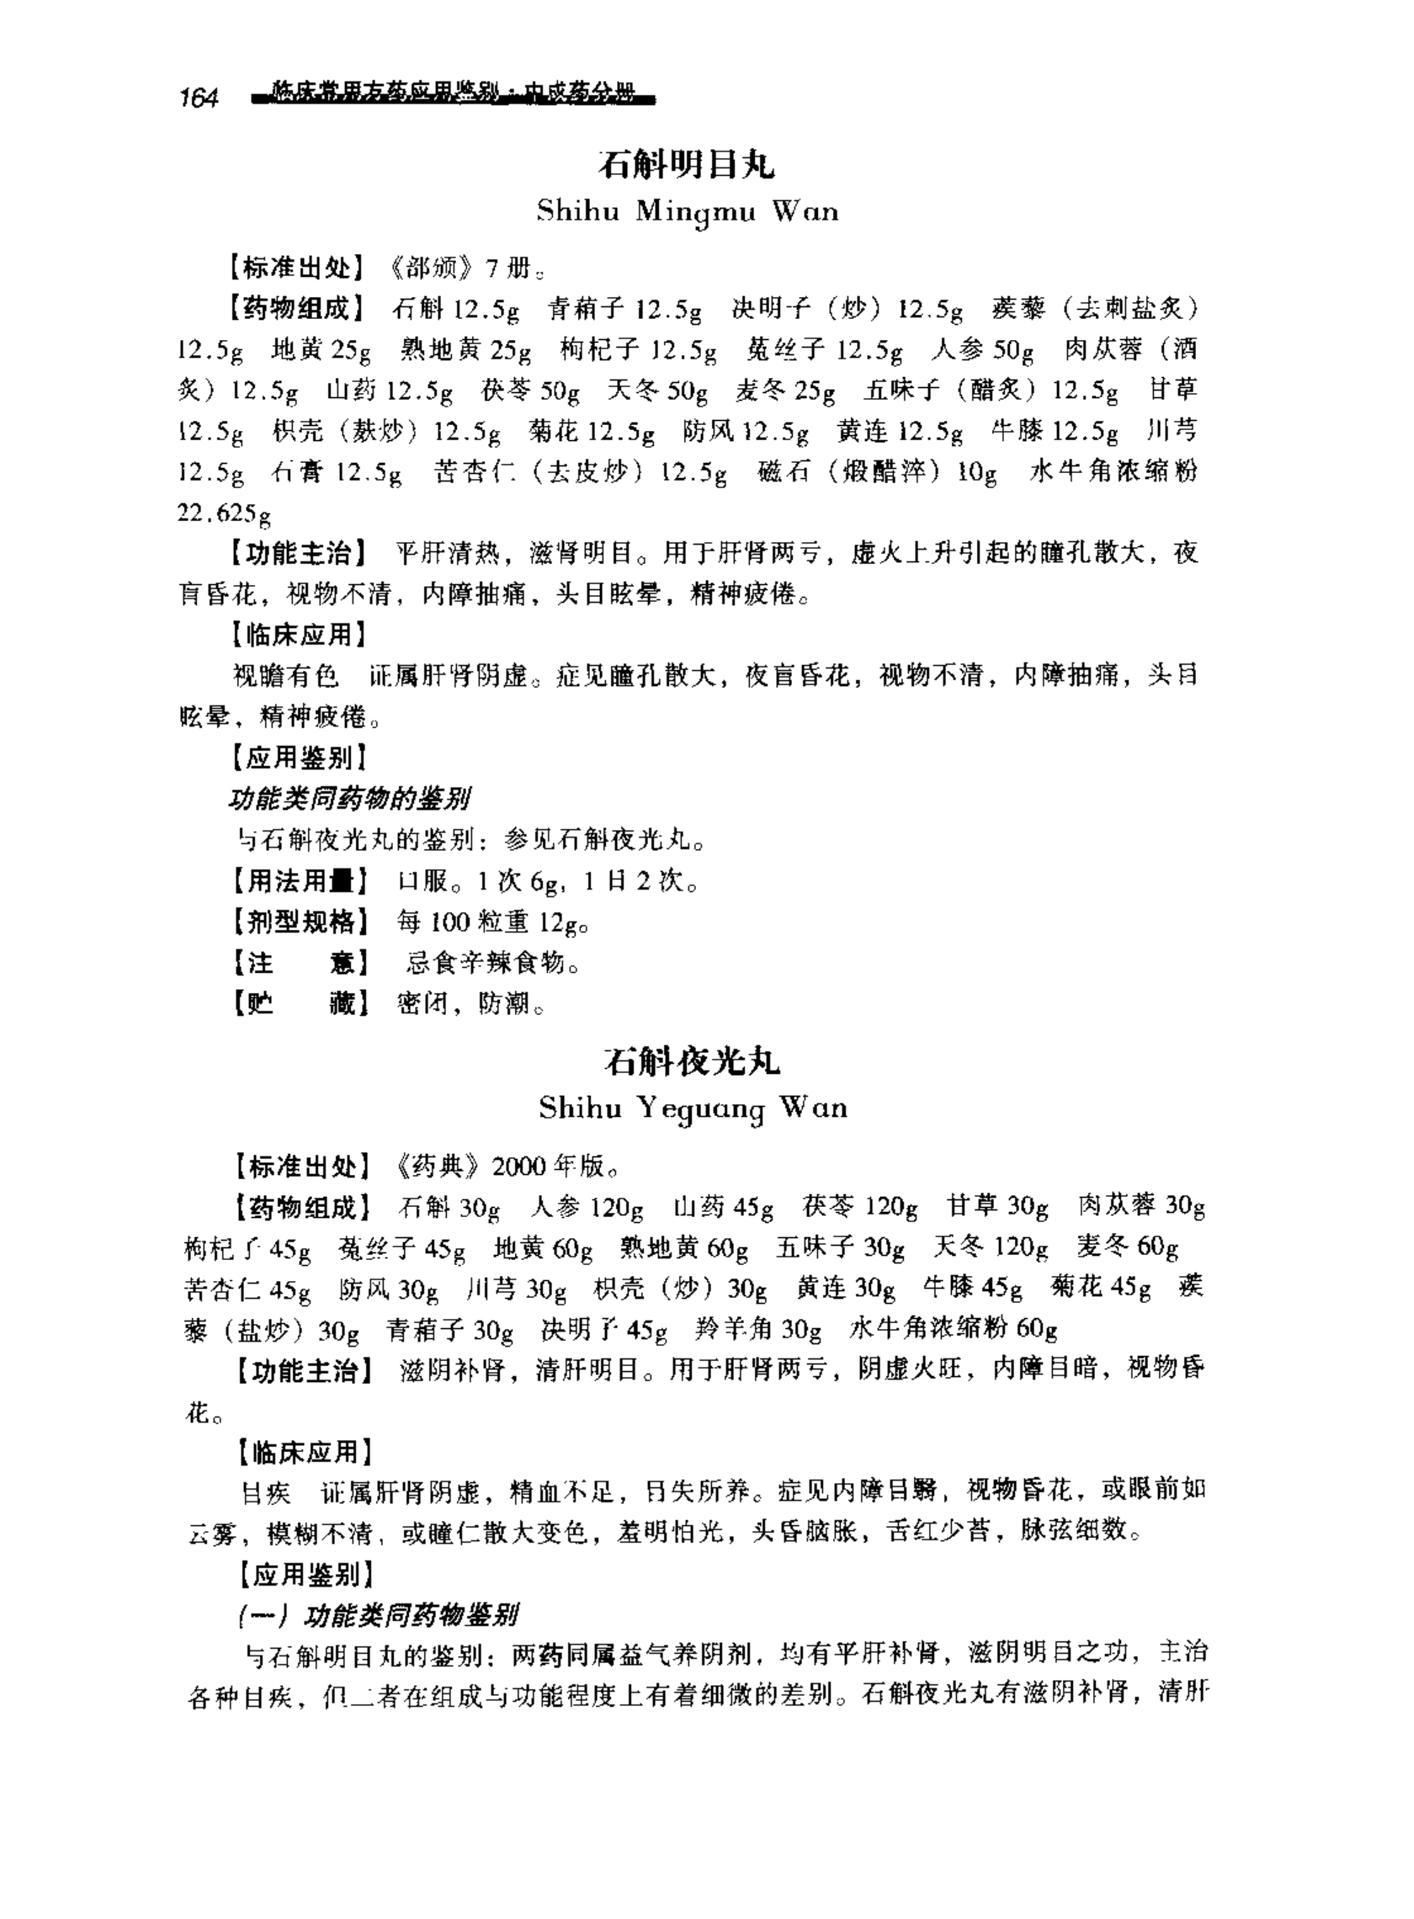 164 临床常用方药应用鉴别·中成药分册
石斛明目丸
Shihu Mingmu Wan
【标准出处】《部颁》7册。
【药物组成】 石斛12.5g 青葙子12.5g 决明子（炒）12.5g 蒺藜（去刺盐炙）
12.5g 地黄25g 熟地黄25g 枸杞子12.5g 菟丝子12.5g 人参50g 肉苁蓉（酒
炙）12.5g 山药12.5g 茯苓50g 天冬50g 麦冬25g 五味子（醋炙）12.5g 甘草
12.5g 枳壳（麸炒）12.5g 菊花12.5g 防风12.5g 黄连12.5g 牛膝12.5g 川芎
12.5g 石膏12.5g 苦杏仁（去皮炒）12.5g 磁石（煅醋淬）10g 水牛角浓缩粉
22.625g
【功能主治】 平肝清热，滋肾明目。用于肝肾两亏，虚火上升引起的瞳孔散大，夜
盲昏花，视物不清，内障抽痛，头目眩晕，精神疲倦。
【临床应用】
视瞻有色 证属肝肾阴虚。症见瞳孔散大，夜盲昏花，视物不清，内障抽痛，头目
眩晕，精神疲倦。
【应用鉴别】
功能类同药物的鉴别
与石斛夜光丸的鉴别：参见石斛夜光丸。
【用法用量】 口服。1次6g，1日2次。
【剂型规格】 每100粒重12g。
【注 意】 忌食辛辣食物。
【贮 藏】 密闭，防潮。
石斛夜光丸
Shihu Yeguang Wan
【标准出处】《药典》2000年版。
【药物组成】 石斛30g 人参120g 山药45g 茯苓120g 甘草30g 肉苁蓉30g
枸杞子45g 菟丝子45g 地黄60g 熟地黄60g 五味子30g 天冬120g 麦冬60g
苦杏仁45g 防风30g 川芎30g 枳壳（炒）30g 黄连30g 牛膝45g 菊花45g 蒺
藜（盐炒）30g 青葙子30g 决明子45g 羚羊角30g 水牛角浓缩粉60g
【功能主治】 滋阴补肾，清肝明目。用于肝肾两亏，阴虚火旺，内障目暗，视物昏
花。
【临床应用】
目疾 证属肝肾阴虚，精血不足，目失所养。症见内障目翳，视物昏花，或眼前如
云雾，模糊不清，或瞳仁散大变色，羞明怕光，头昏脑胀，舌红少苔，脉弦细数。
【应用鉴别】
（一）功能类同药物鉴别
与石斛明目丸的鉴别：两药同属益气养阴剂，均有平肝补肾，滋阴明目之功，主治
各种目疾，但二者在组成与功能程度上有着细微的差别。石斛夜光丸有滋阴补肾，清肝